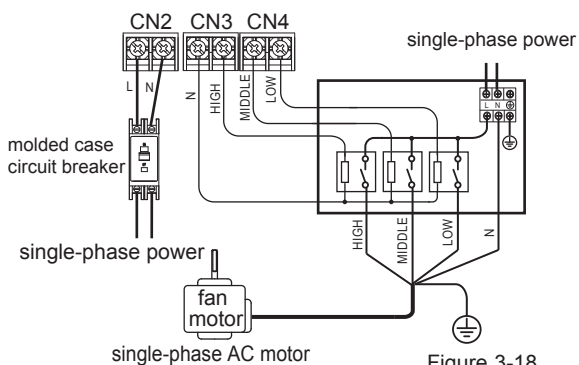 CN2 CN3 CN4
single-phase power
L N
N
HIGH
MIDDLE
LOW
L N
molded case
circuit breaker
HIGH
MIDDLE
LOW
N
single-phase power
fan
motor
single-phase AC motor
Figure 3-18